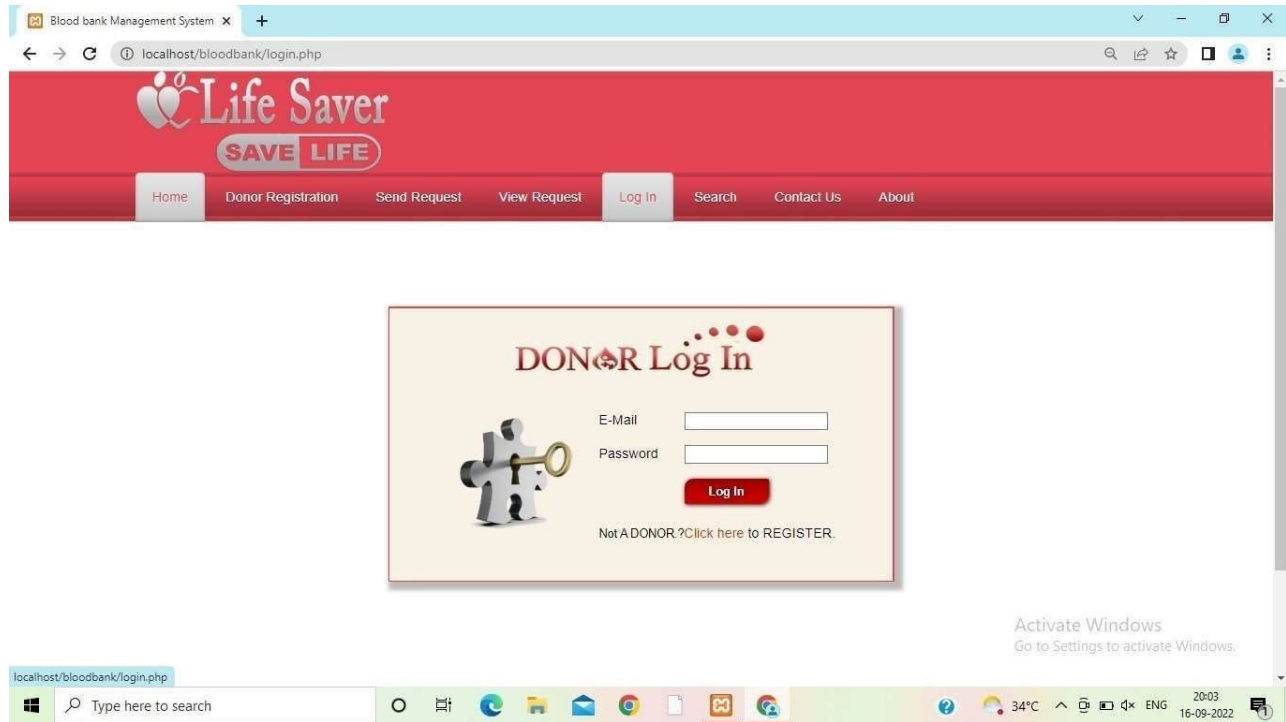 Blood bank Management System
localhost/bloodbank/login.php
Life Saver
SAVE LIFE
Home Donor Registration Send Request View Request Log In Search Contact Us About
DONOR Log In
E-Mail
Password
Log In
Not A DONOR.?Click here to REGISTER.
Activate Windows
Go to Settings to activate Windows.
localhost/bloodbank/login.php
Type here to search
34°C ENG 20:03
16-09-2022
1